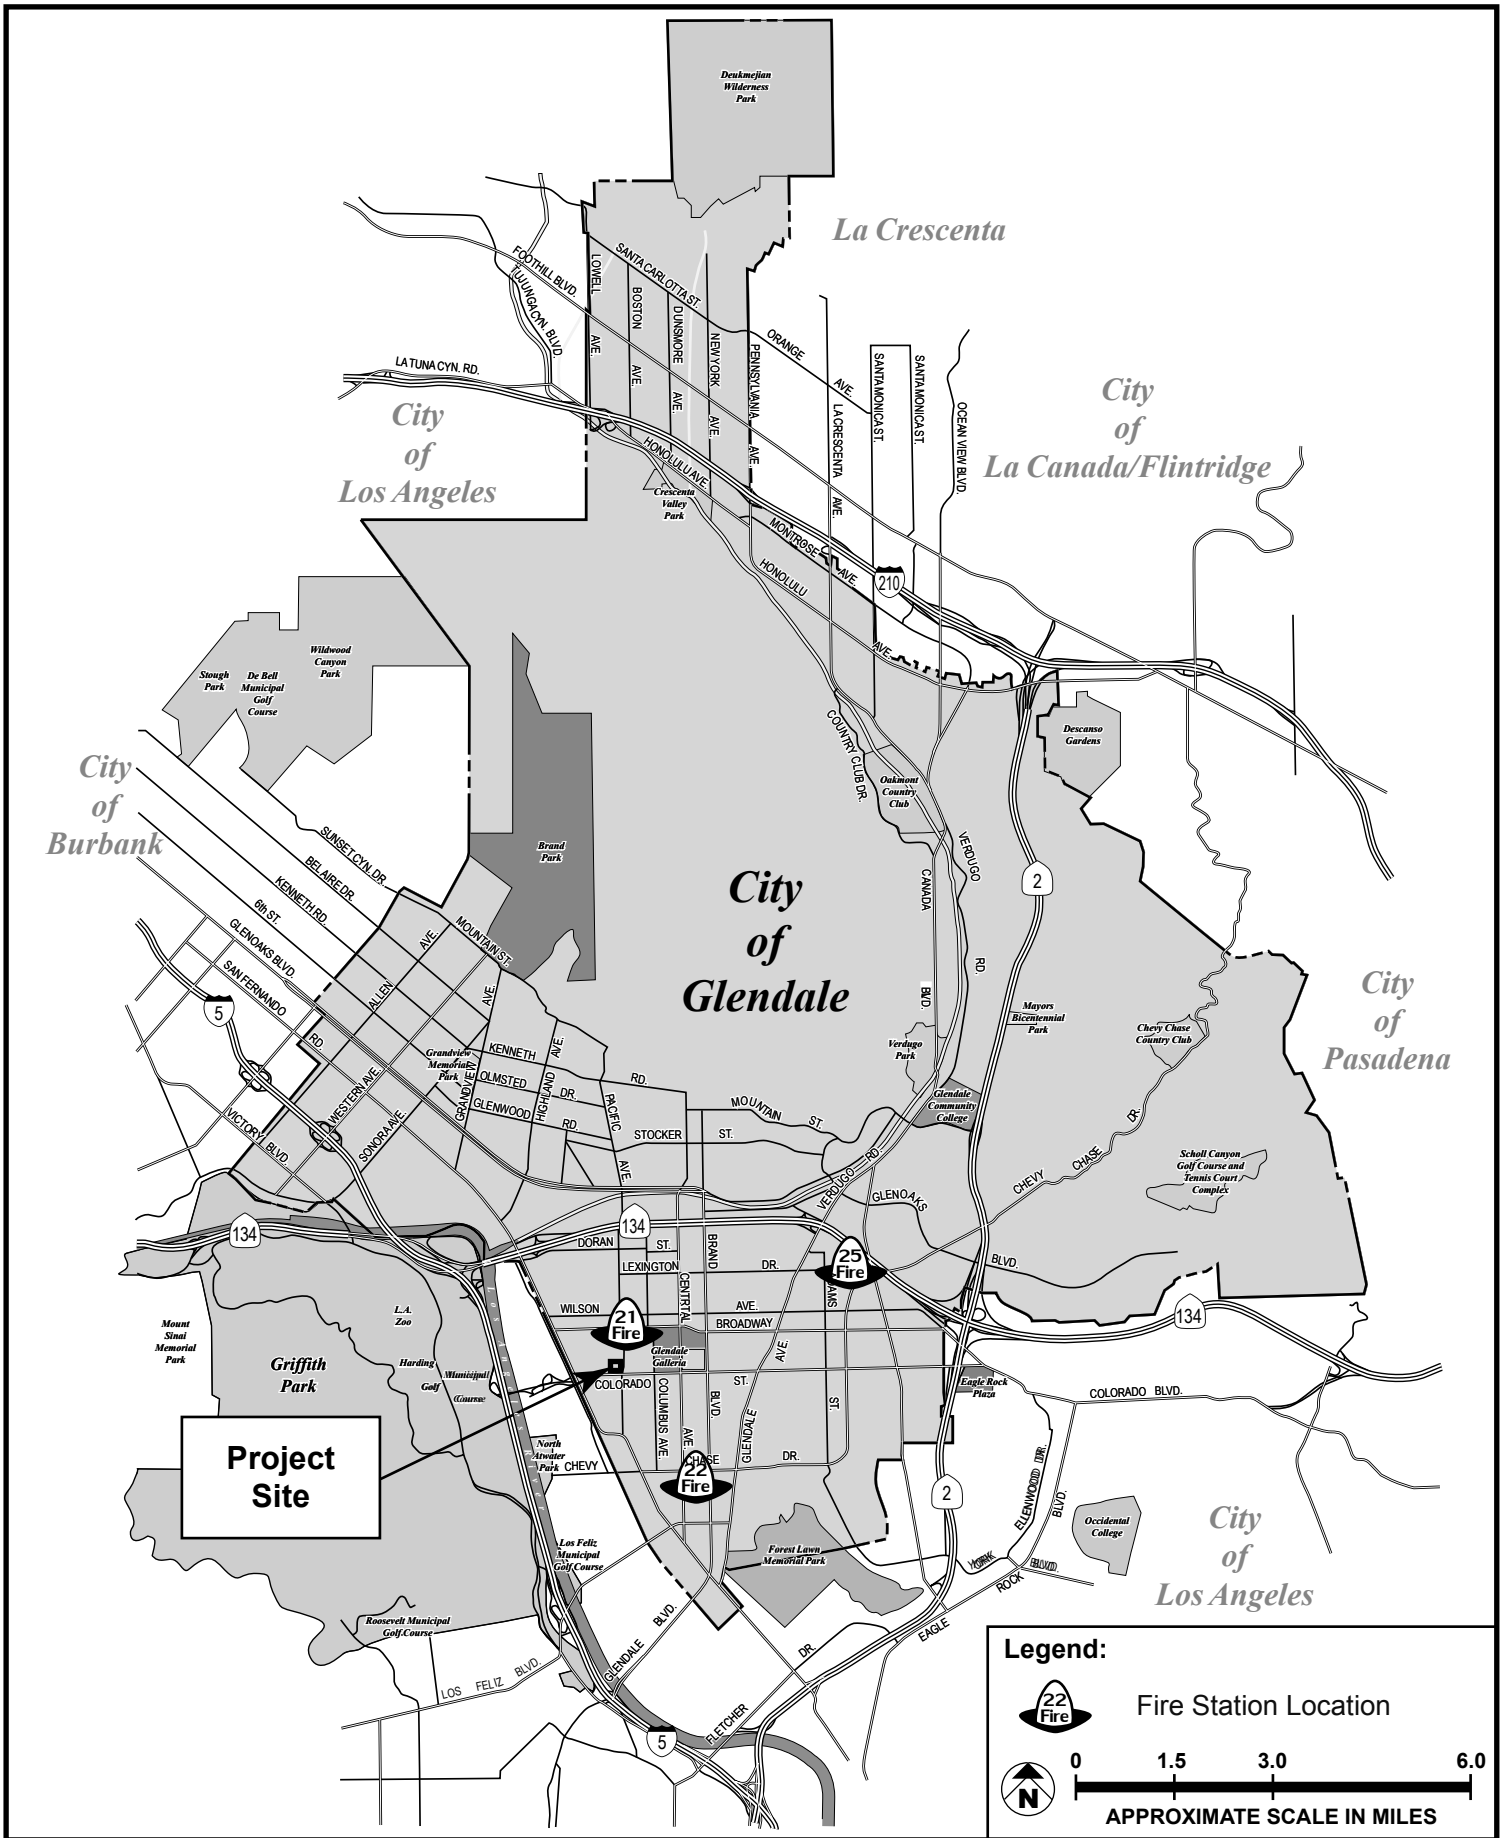 Deukmejian
Wilderness
Park
La Crescenta
SANTA CARLOTTA ST.
FOOTHILL BLVD.
TUJUNGA CYN. BLVD.
LOWELL
AVE.
BOSTON
AVE.
DUNSMORE
AVE.
NEW YORK
AVE.
PENNSYLVANIA
AVE.
ORANGE
AVE.
LA CRESCENTA
AVE.
SANTA MONICA ST.
SANTA MONICA ST.
OCEAN VIEW BLVD.
LA TUNA CYN. RD.
City
of
Los Angeles
City
of
La Canada/Flintridge
HONOLULU AVE.
Crescenta
Valley
Park
MONTROSE
AVE.
HONOLULU
AVE.
210
Wildwood
Canyon
Park
Stough
Park
De Bell
Municipal
Golf
Course
Descanso
Gardens
COUNTRY CLUB DR.
Oakmont
Country
Club
City
of
Burbank
Brand
Park
SUNSET CYN. DR.
BELAIRE DR.
KENNETH RD.
6th ST.
GLENOAKS BLVD.
SAN FERNANDO
RD.
City
of
Glendale
VERDUGO
RD.
CANADA
BLVD.
2
MOUNTAIN ST.
AVE.
ALLEN
AVE.
5
Mayors
Bicentennial
Park
Chevy Chase
Country Club
City
of
Pasadena
Verdugo
Park
Grandview
Memorial
Park
KENNETH
RD.
OLMSTED
DR.
GLENWOOD
RD.
GRANDVIEW
HIGHLAND
AVE.
PACIFIC
AVE.
WESTERN AVE.
SONORA AVE.
VICTORY BLVD.
MOUNTAIN
ST.
STOCKER
ST.
Glendale
Community
College
VERDUGO RD.
GLENOAKS
BLVD.
CHEVY
CHASE
DR.
Scholl Canyon
Golf Course and
Tennis Court
Complex
134
134
DORAN
ST.
LEXINGTON
DR.
BRAND
BLVD.
CENTRTAL
AVE.
25
Fire
AMS
ST.
WILSON
AVE.
BROADWAY
21
Fire
Glendale
Galleria
134
L.A.
Zoo
Mount
Sinai
Memorial
Park
Griffith
Park
Harding
Municipal
Golf
Course
Los Angeles River
COLORADO
ST.
COLUMBUS AVE.
GLENDALE
AVE.
Eagle Rock
Plaza
COLORADO BLVD.
Project
Site
North
Atwater
Park
CHEVY
CHASE
DR.
22
Fire
2
ELLENWOOD DR.
BLVD.
Occidental
College
City
of
Los Angeles
Los Feliz
Municipal
Golf Course
Forest Lawn
Memorial Park
YORK
BLVD.
EAGLE
ROCK
Roosevelt Municipal
Golf Course
LOS FELIZ BLVD.
GLENDALE
BLVD.
FLETCHER
DR.
5
Legend:
22
Fire
Fire Station Location
N
0
1.5
3.0
6.0
APPROXIMATE SCALE IN MILES